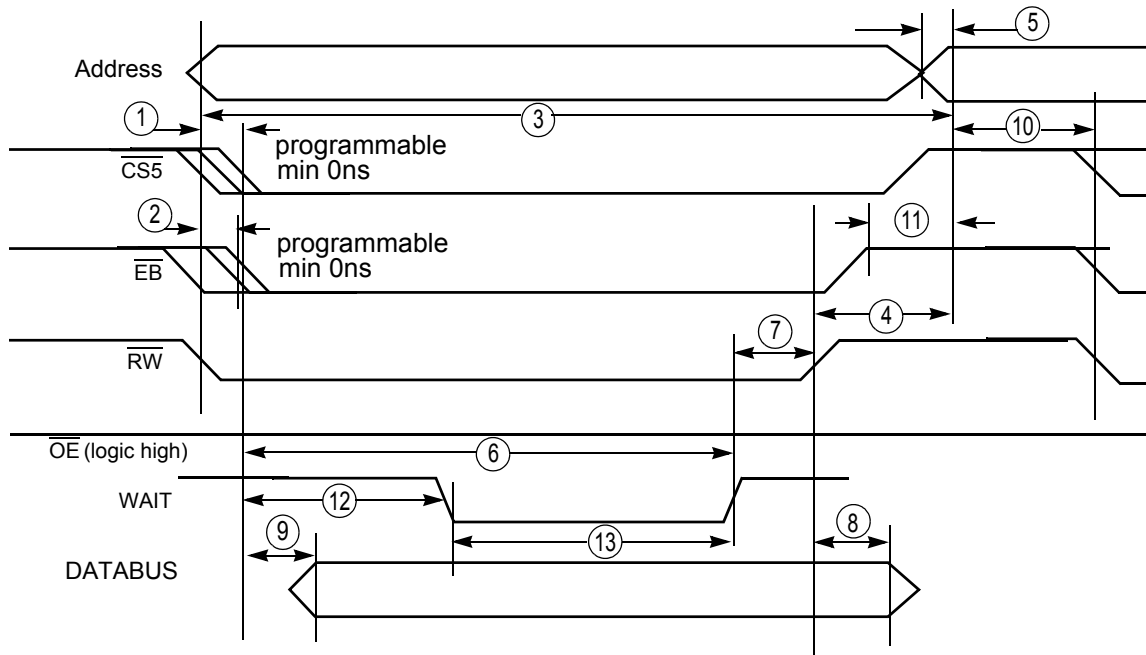 5
Address
1
3
10
programmable
min 0ns
CS5
2
11
programmable
min 0ns
EB
4
7
RW
OE (logic high)
6
WAIT
12
9
13
8
DATABUS